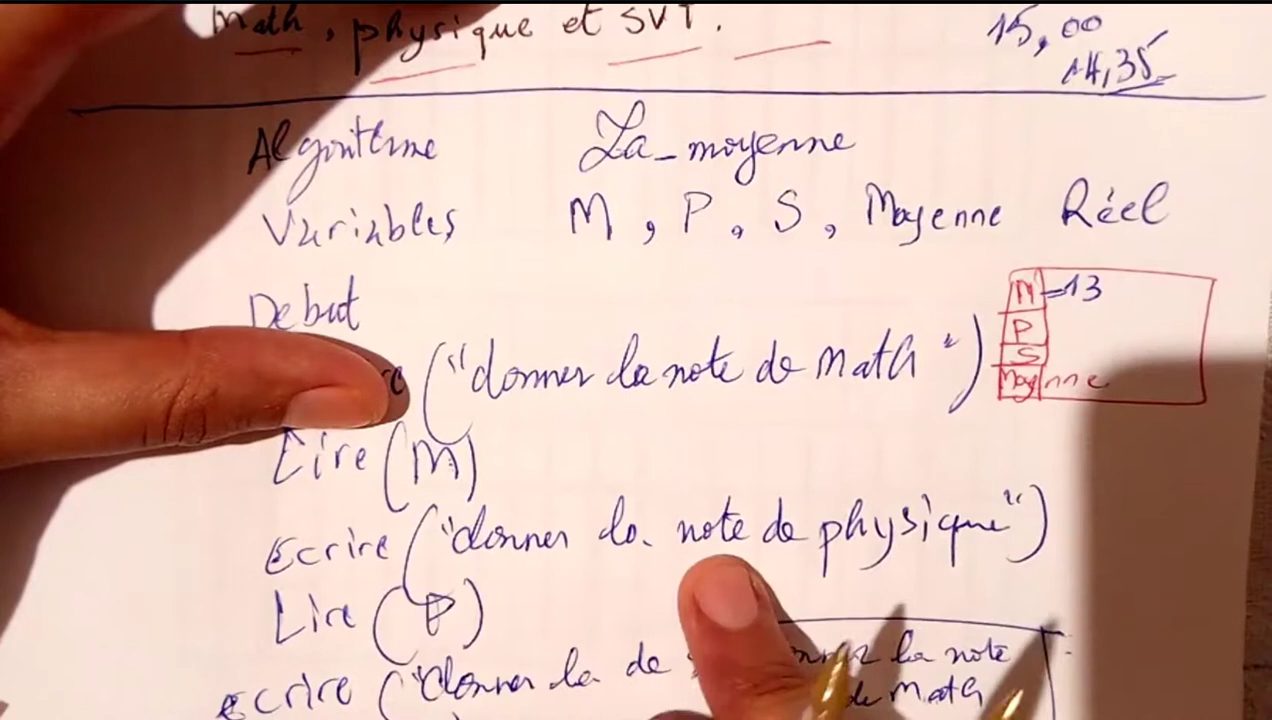 Math, physique et SVT.
15,00
14,35
Algorithme La_moyenne
Variables M, P, S, Moyenne Réel
Debut
("donner la note de math")
M=13
P
S
Moyenne
Lire (M)
Ecrire ("donner la note de physique")
Lire (P)
ecrire ("donner la de
la note
de math